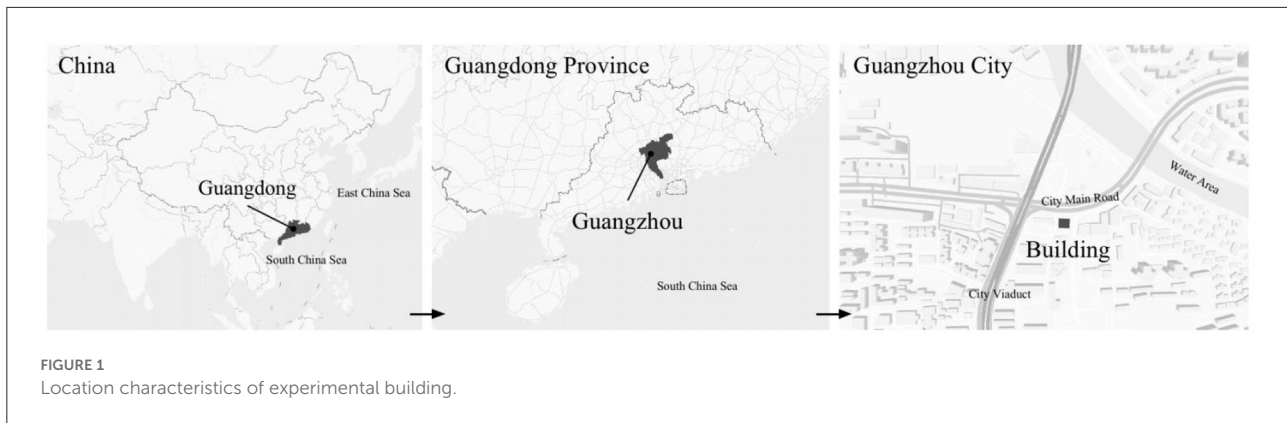 China
Guangdong
East China Sea
South China Sea
Guangdong Province
Guangzhou
South China Sea
Guangzhou City
Water Area
City Main Road
Building
City Viaduct
FIGURE 1
Location characteristics of experimental building.